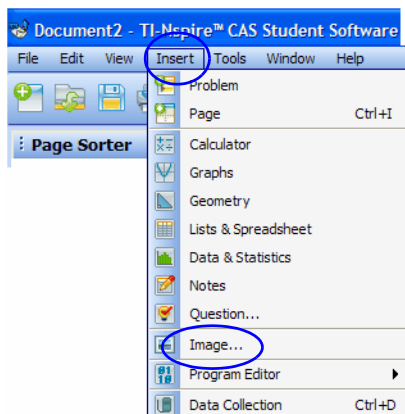 Document2 - TI-Nspire™ CAS Student Software
File Edit View Insert Tools Window Help
Problem
Page Ctrl+I
Page Sorter
Calculator
Graphs
Geometry
Lists & Spreadsheet
Data & Statistics
Notes
Question...
Image...
Program Editor
Data Collection Ctrl+D